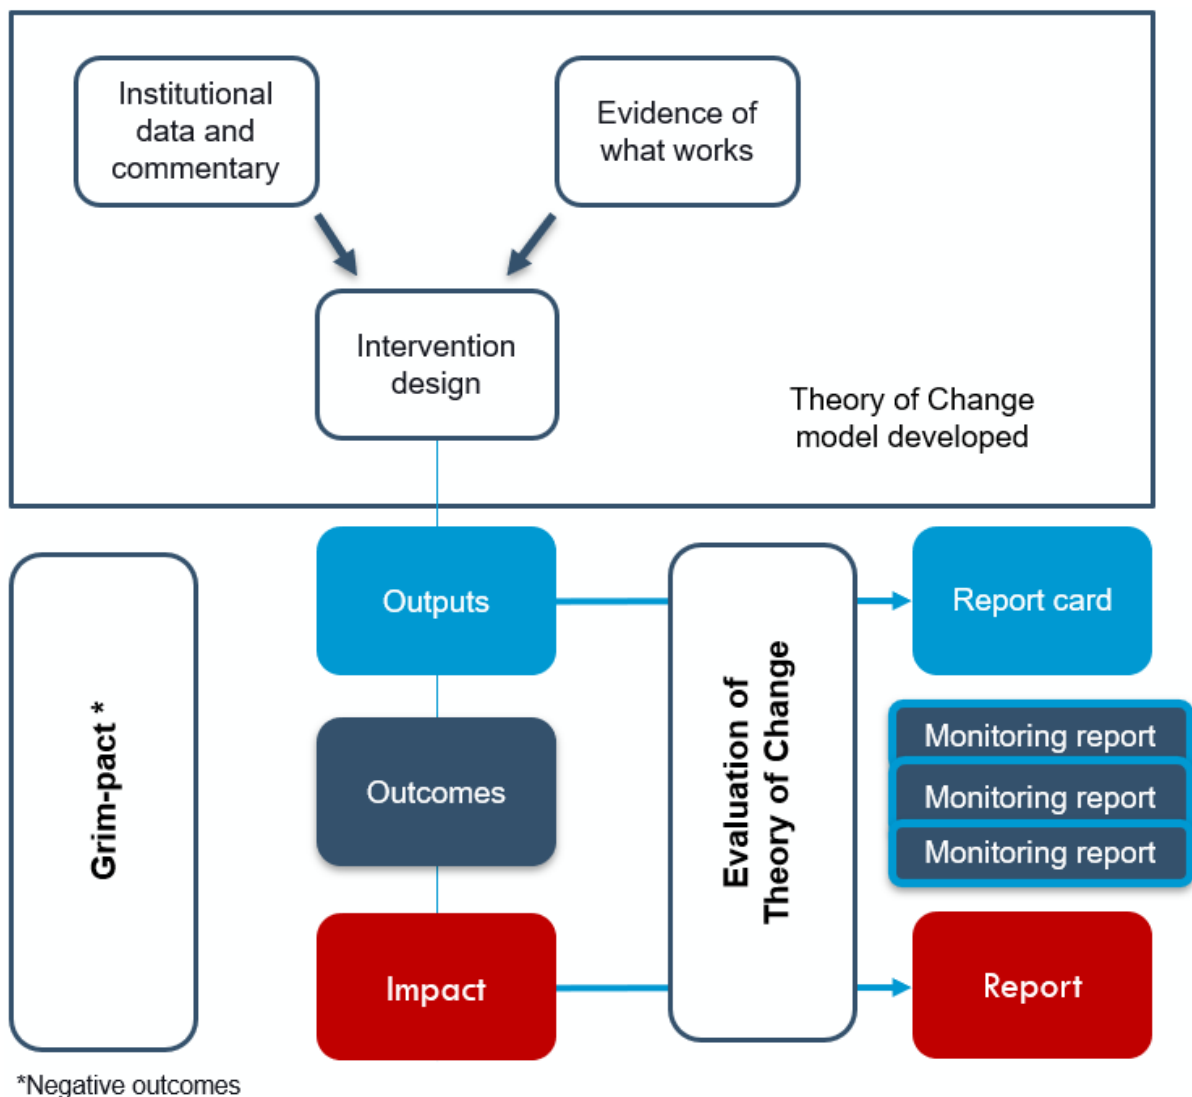 Institutional
data and
commentary
Evidence of
what works
Intervention
design
Theory of Change
model developed
Grim-pact *
Outputs
Outcomes
Impact
Evaluation of
Theory of Change
Report card
Monitoring report
Monitoring report
Monitoring report
Report
*Negative outcomes